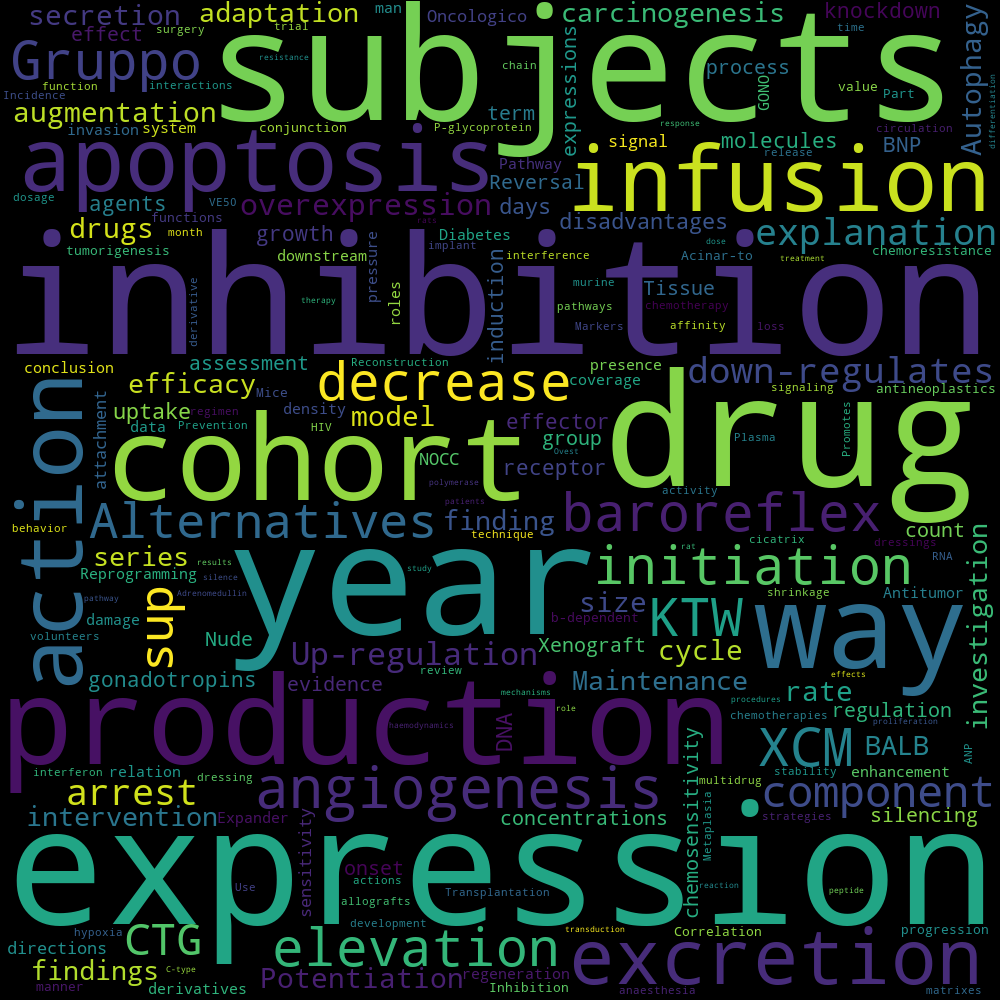 secretion
adaptation
man
Oncologico
subjects
carcinogenesis
knockdown
effect
surgery
trial
time
Gruppo
resistance
chain
expressions
process
GONO
Autophagy
function
interactions
value
Part
Incidence
augmentation
term
differentiation
invasion
system
conjunction
P-glycoprotein
response
signal
molecules
circulation
BNP
release
apoptosis
Pathway
infusion
Reversal
dosage
agents
VE50
overexpression
days
disadvantages
functions
rats
drugs
month
growth
Diabetes
implant
explanation
dose
tumorigenesis
downstream
pressure
interference
Acinar-to
chemoresistance
treatment
inhibition
derivative
therapy
roles
induction
murine
Tissue
pathways
chemotherapy
Markers
affinity
loss
conclusion
assessment
Reconstruction
decrease
presence
down-regulates
coverage
signaling
antineoplastics
action
attachment
efficacy
Mice
model
effector
drug
uptake
regimen
density
data
Prevention
HIV
cohort
group
Plasma
Promotes
NOCC
receptor
Ovest
polymerase
patients
activity
Alternatives
finding
baroreflex
count
behavior
technique
cicatrix
dressings
series
results
year
initiation
rat
RNA
investigation
Reprogramming
silence
study
pathway
Adrenomedullin
sup
size
KTW
way
shrinkage
Antitumor
damage
b-dependent
volunteers
Nude
Up-regulation
Xenograft
cycle
review
effects
gonadotropins
evidence
mechanisms
Maintenance
rate
procedures
production
DNA
role
chemotherapies
regulation
haemodynamics
proliferation
XCM
BALB
ANP
interferon
relation
dressing
angiogenesis
chemosensitivity
multidrug
stability
enhancement
arrest
component
intervention
Expander
sensitivity
concentrations
Metaplasia
strategies
silencing
expression
onset
actions
Use
allografts
Transplantation
reaction
peptide
hypoxia
development
transduction
Correlation
progression
directions
CTG
elevation
excretion
findings
C-type
Potentiation
regeneration
manner
derivatives
Inhibition
anaesthesia
matrixes